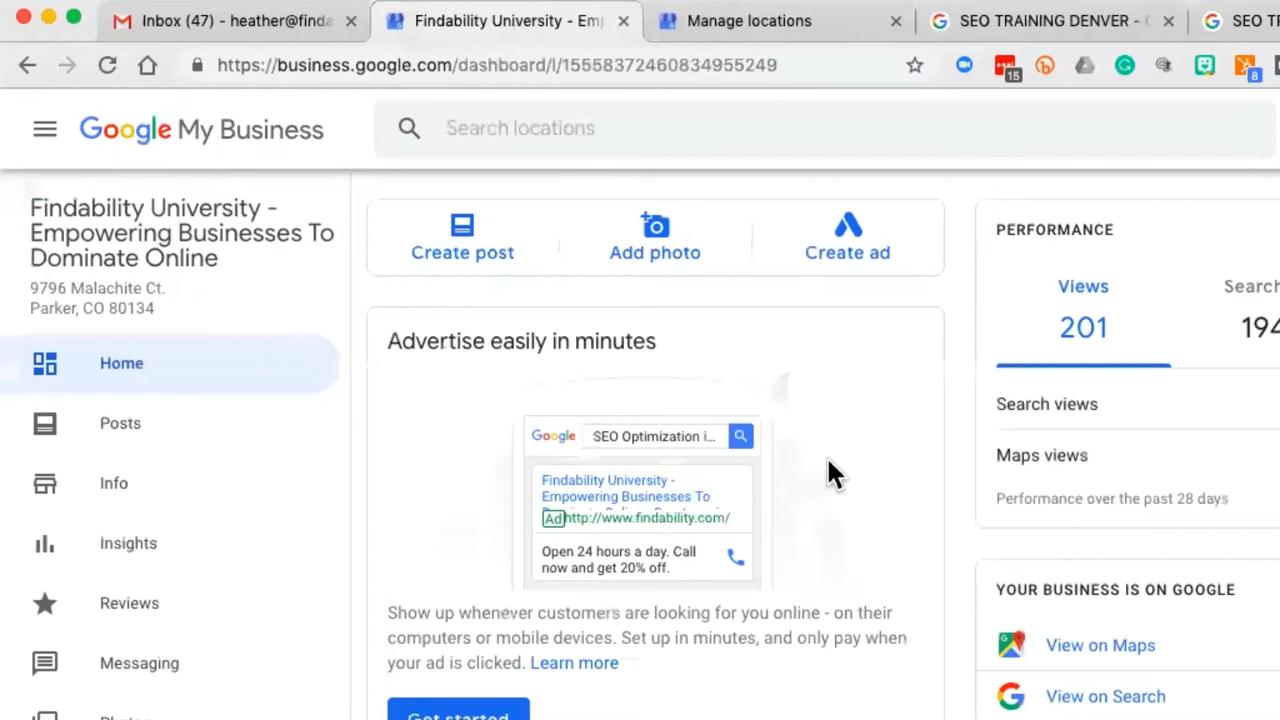 Inbox (47) - heather@finda
Findability University - Em
Manage locations
SEO TRAINING DENVER -
SEO
https://business.google.com/dashboard/l/15558372460834955249
15
8
Google My Business
Search locations
Findability University -
Empowering Businesses To
Dominate Online
9796 Malachite Ct.
Parker, CO 80134
Home
Posts
Info
Insights
Reviews
Messaging
Create post
Add photo
Create ad
Advertise easily in minutes
Google
SEO Optimization i...
Findability University -
Empowering Businesses To
Ad http://www.findability.com/
Open 24 hours a day. Call
now and get 20% off.
Show up whenever customers are looking for you online - on their
computers or mobile devices. Set up in minutes, and only pay when
your ad is clicked. Learn more
Get started
PERFORMANCE
Views
Search
201
194
Search views
Maps views
Performance over the past 28 days
YOUR BUSINESS IS ON GOOGLE
View on Maps
View on Search